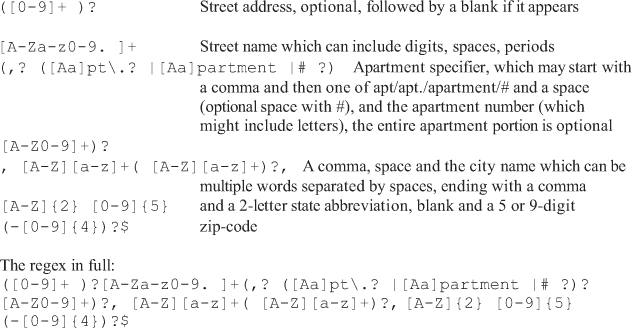 ([0-9]+ )? Street address, optional, followed by a blank if it appears
[A-Za-z0-9. ]+ Street name which can include digits, spaces, periods
(,? ([Aa]pt\.? |[Aa]partment |# ?) Apartment specifier, which may start with
a comma and then one of apt/apt./apartment/# and a space
(optional space with #), and the apartment number (which
might include letters), the entire apartment portion is optional
[A-Z0-9]+)?
, [A-Z][a-z]+( [A-Z][a-z]+)?, A comma, space and the city name which can be
multiple words separated by spaces, ending with a comma
[A-Z]{2} [0-9]{5} and a 2-letter state abbreviation, blank and a 5 or 9-digit
(-[0-9]{4})?$ zip-code
The regex in full:
([0-9]+ )?[A-Za-z0-9. ]+(,? ([Aa]pt\.? |[Aa]partment |# ?)?
[A-Z0-9]+)?, [A-Z][a-z]+( [A-Z][a-z]+)?, [A-Z]{2} [0-9]{5}
(-[0-9]{4})?$